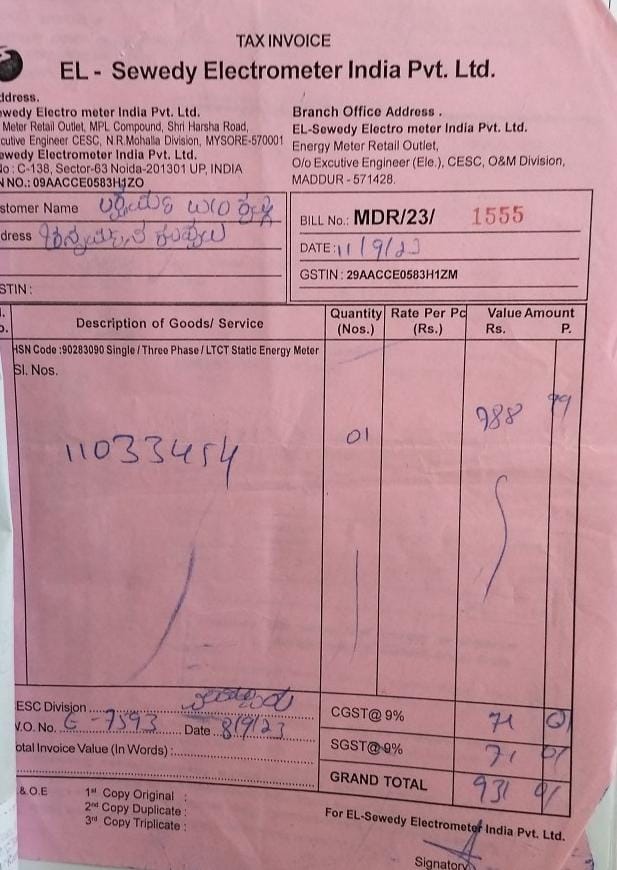 TAX INVOICE
EL - Sewedy Electrometer India Pvt. Ltd.
ddress.
wedy Electro meter India Pvt. Ltd.
Meter Retail Outlet, MPL Compound, Shri Harsha Road,
cutive Engineer CESC, N.R.Mohalla Division, MYSORE-570001
ewedy Electrometer India Pvt. Ltd.
No : C-138, Sector-63 Noida-201301 UP, INDIA
N NO.: 09AACCE0583H1ZO
Branch Office Address .
EL-Sewedy Electro meter India Pvt. Ltd.
Energy Meter Retail Outlet,
O/o Excutive Engineer (Ele.), CESC, O&M Division,
MADDUR - 571428.
stomer Name
dress
STIN :
BILL No.: MDR/23/ 1555
DATE : 11/9/23
GSTIN : 29AACCE0583H1ZM
Description of Goods/ Service
Quantity (Nos.)
Rate Per Pc (Rs.)
Value Amount
Rs. P.
HSN Code :90283090 Single / Three Phase / LTCT Static Energy Meter
Sl. Nos.
11033454 01 788 99
ESC Division
V.O. No. E-7593 Date 8/9/23
otal Invoice Value (In Words) :
CGST@ 9% 71 01
SGST@ 9% 71 01
GRAND TOTAL 931 01
. & O.E
1st Copy Original :
2nd Copy Duplicate :
3rd Copy Triplicate :
For EL-Sewedy Electrometer India Pvt. Ltd.
Signatory